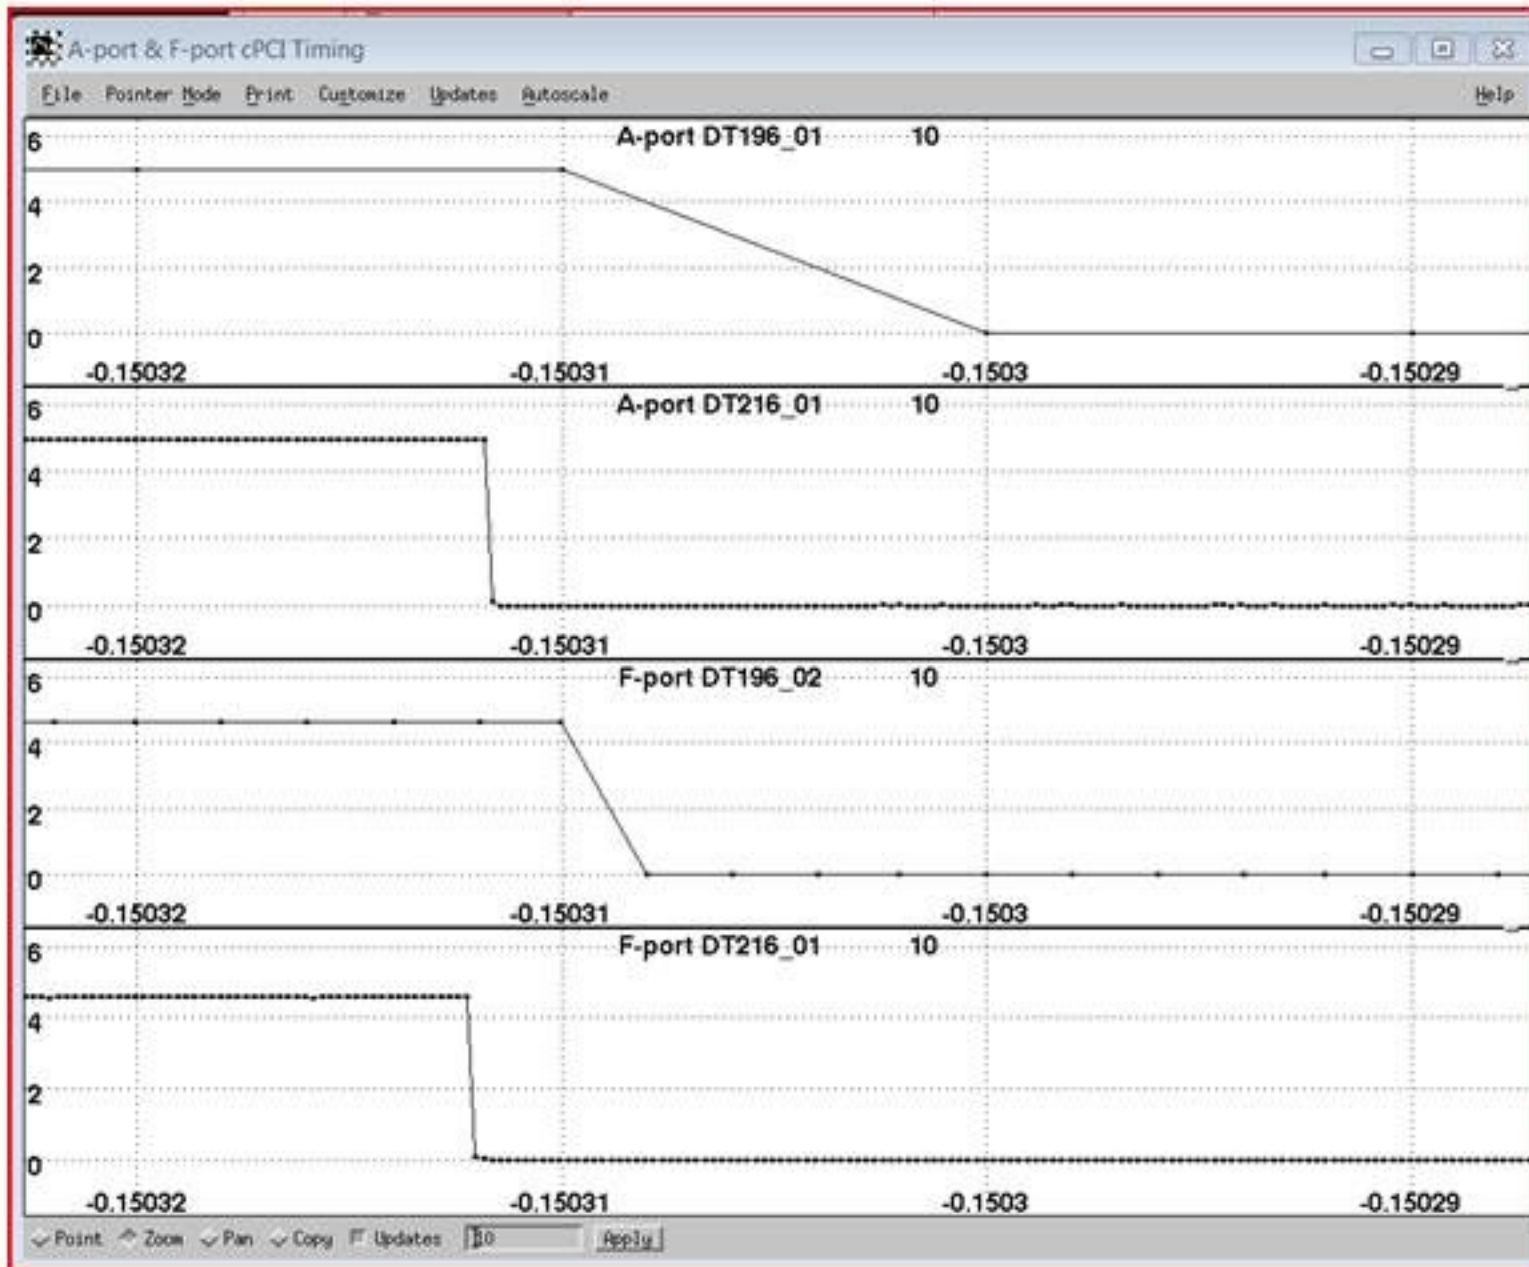 A-port & F-port cPCI Timing
File Pointer Mode Print Customize Updates Autoscale Help
A-port DT196_01 10
6
4
2
0
-0.15032 -0.15031 -0.1503 -0.15029
A-port DT216_01 10
6
4
2
0
-0.15032 -0.15031 -0.1503 -0.15029
F-port DT196_02 10
6
4
2
0
-0.15032 -0.15031 -0.1503 -0.15029
F-port DT216_01 10
6
4
2
0
-0.15032 -0.15031 -0.1503 -0.15029
Point Zoom Pan Copy Updates 10 Apply